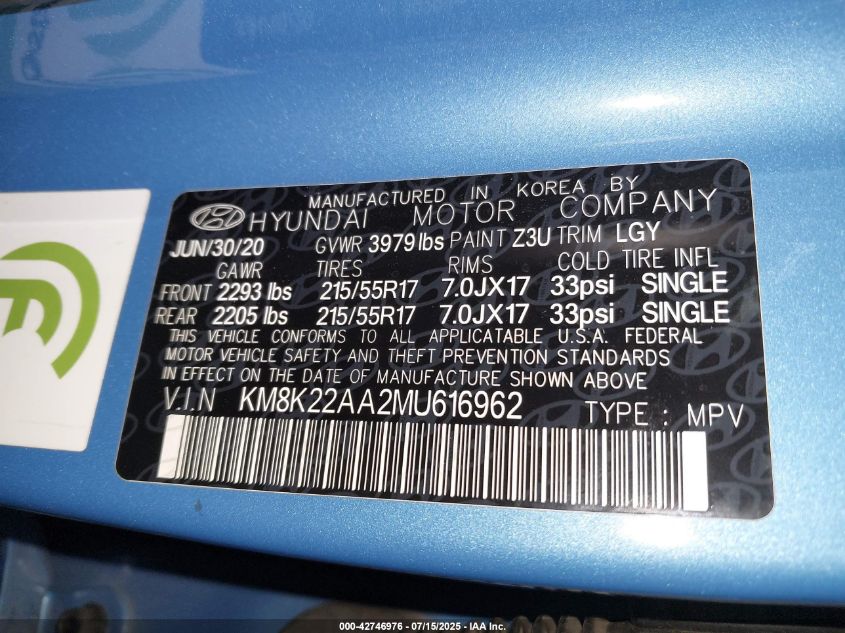 MANUFACTURED IN KOREA BY
HYUNDAI MOTOR COMPANY
JUN/30/20 GVWR 3979 lbs PAINT Z3U TRIM LGY
GAWR TIRES RIMS COLD TIRE INFL
FRONT 2293 lbs 215/55R17 7.0JX17 33psi SINGLE
REAR 2205 lbs 215/55R17 7.0JX17 33psi SINGLE
THIS VEHICLE CONFORMS TO ALL APPLICATABLE U.S.A. FEDERAL
MOTOR VEHICLE SAFETY AND THEFT PREVENTION STANDARDS
IN EFFECT ON THE DATE OF MANUFACTURE SHOWN ABOVE
V.I.N KM8K22AA2MU616962 TYPE : MPV
000-42746976 - 07/15/2025 - IAA Inc.